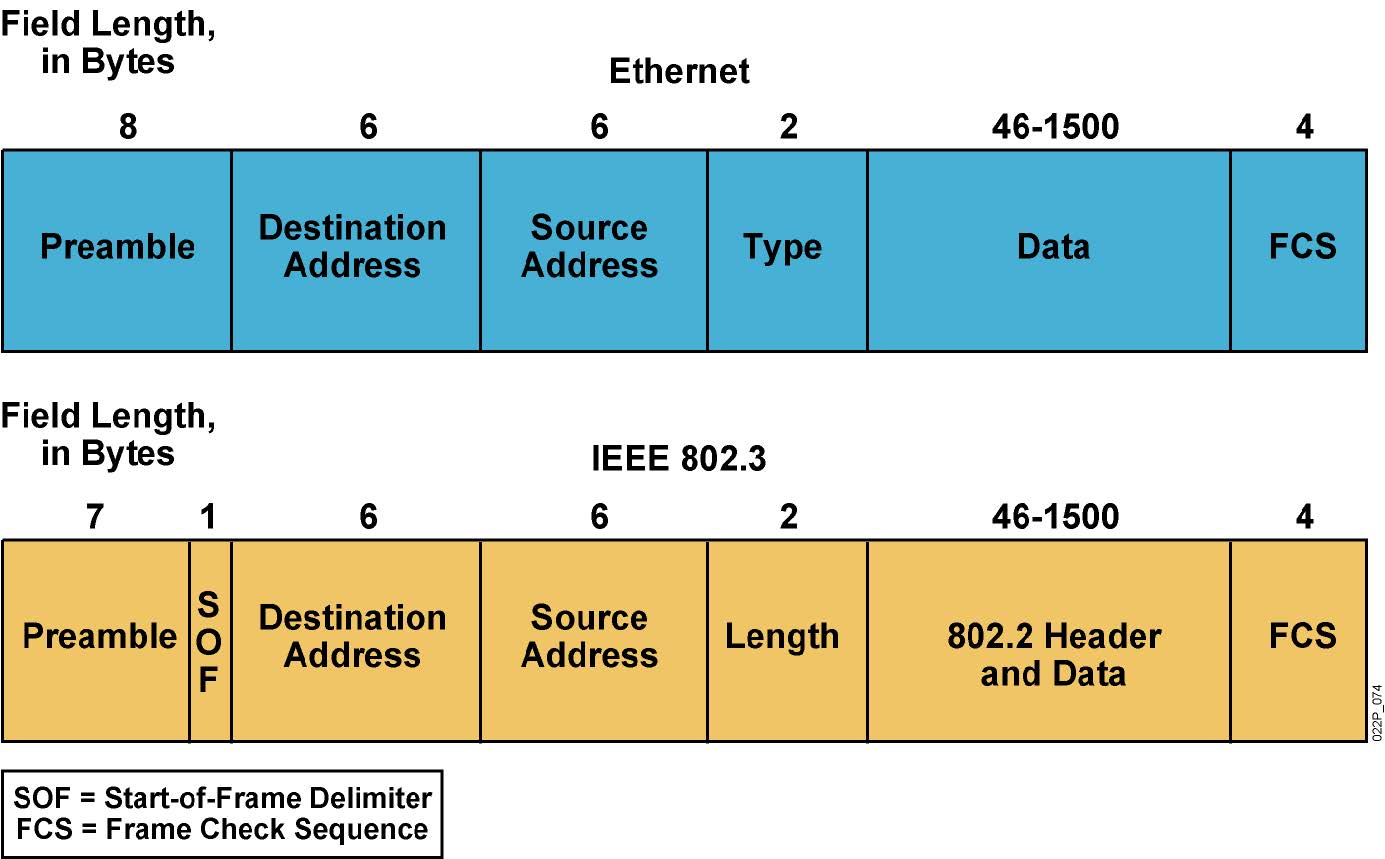 Field Length,
in Bytes
Ethernet
8 6 6 2 46-1500 4
Preamble
Destination
Address
Source
Address
Type
Data
FCS
Field Length,
in Bytes
IEEE 802.3
7 1 6 6 2 46-1500 4
Preamble
S
O
F
Destination
Address
Source
Address
Length
802.2 Header
and Data
FCS
022P_074
SOF = Start-of-Frame Delimiter
FCS = Frame Check Sequence